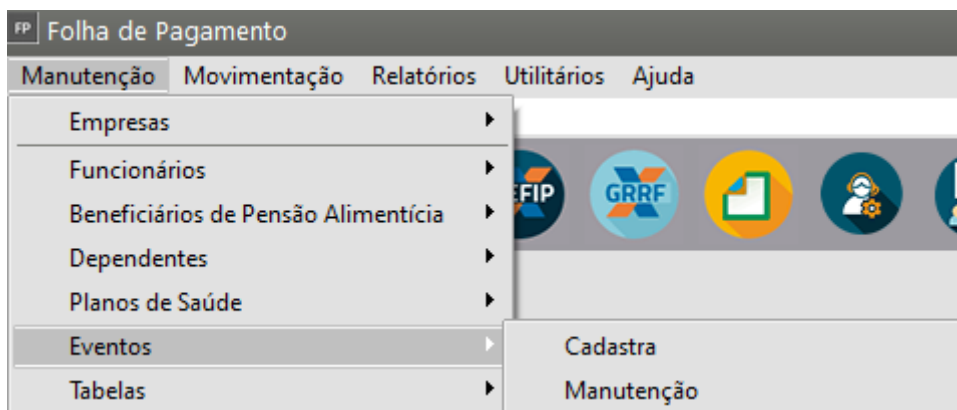 FP Folha de Pagamento
Manutenção Movimentação Relatórios Utilitários Ajuda
Empresas
Funcionários
EFIP GRRF
Beneficiários de Pensão Alimentícia
Dependentes
Planos de Saúde
Eventos
Cadastra
Tabelas
Manutenção